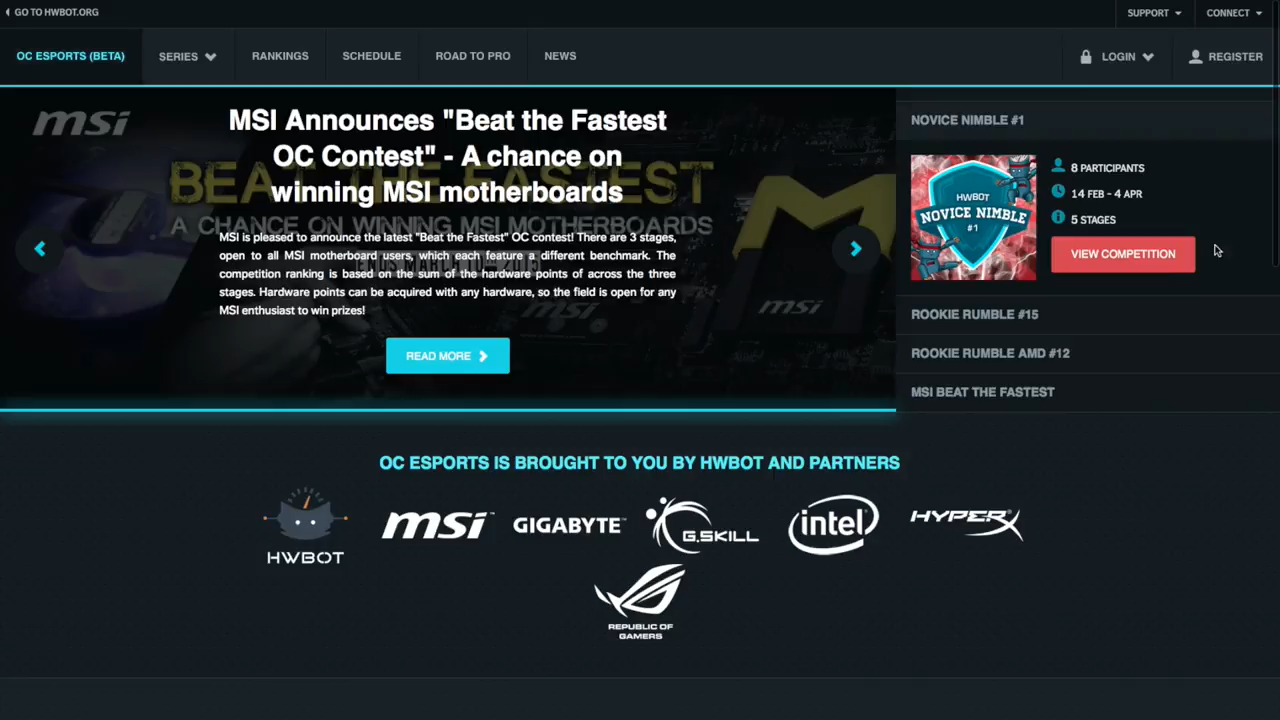 GO TO HWBOT.ORG
SUPPORT
CONNECT
OC ESPORTS (BETA)
SERIES
RANKINGS
SCHEDULE
ROAD TO PRO
NEWS
LOGIN
REGISTER
msi
BEAT THE FASTEST
A CHANCE ON WINNING MSI MOTHERBOARDS
msi
MSI Announces "Beat the Fastest
OC Contest" - A chance on
winning MSI motherboards
MSI is pleased to announce the latest "Beat the Fastest" OC contest! There are 3 stages,
open to all MSI motherboard users, which each feature a different benchmark. The
competition ranking is based on the sum of the hardware points of across the three
stages. Hardware points can be acquired with any hardware, so the field is open for any
MSI enthusiast to win prizes!
READ MORE
NOVICE NIMBLE #1
HWBOT
NOVICE NIMBLE
#1
8 PARTICIPANTS
14 FEB - 4 APR
5 STAGES
VIEW COMPETITION
ROOKIE RUMBLE #15
ROOKIE RUMBLE AMD #12
MSI BEAT THE FASTEST
OC ESPORTS IS BROUGHT TO YOU BY HWBOT AND PARTNERS
HWBOT
msi™
GIGABYTE™
G.SKILL
intel
HYPERX
REPUBLIC OF
GAMERS